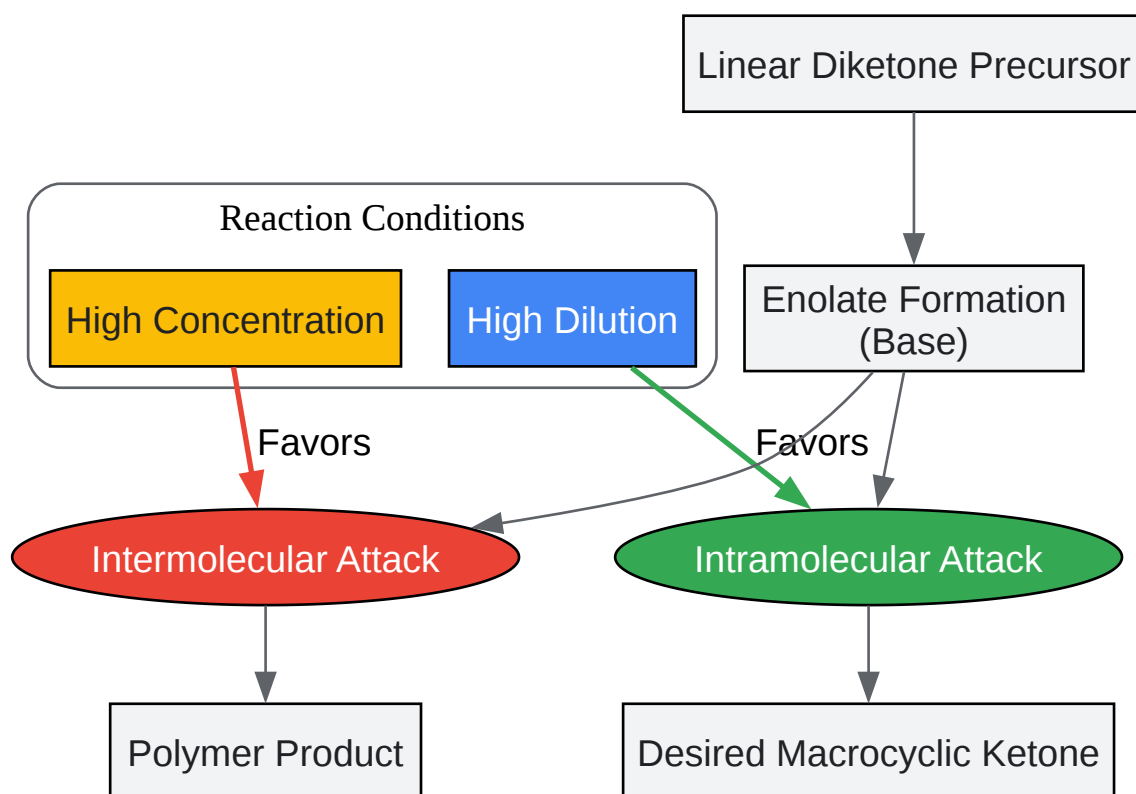 Linear Diketone Precursor
Reaction Conditions
High Concentration
High Dilution
Enolate Formation
(Base)
Favors
Favors
Intermolecular Attack
Intramolecular Attack
Polymer Product
Desired Macrocyclic Ketone